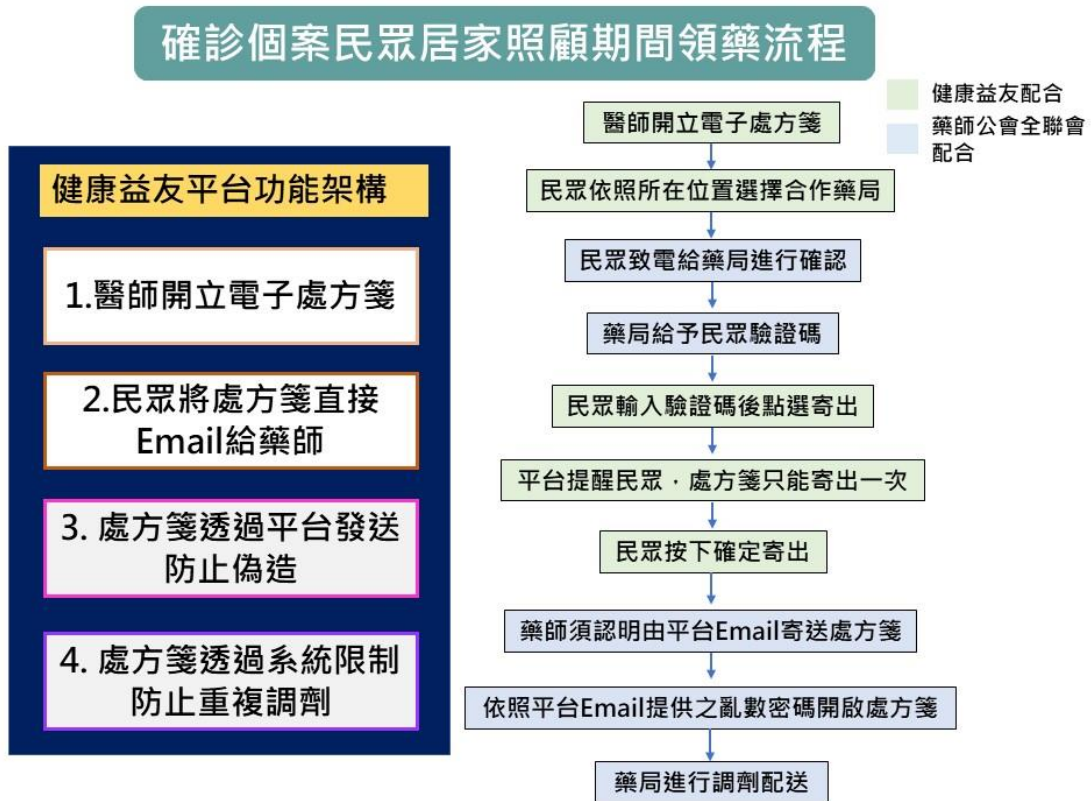 確診個案民眾居家照顧期間領藥流程
健康益友配合
藥師公會全聯會
配合
健康益友平台功能架構
1.醫師開立電子處方箋
2.民眾將處方箋直接
Email給藥師
3. 處方箋透過平台發送
防止偽造
4. 處方箋透過系統限制
防止重複調劑
醫師開立電子處方箋
民眾依照所在位置選擇合作藥局
民眾致電給藥局進行確認
藥局給予民眾驗證碼
民眾輸入驗證碼後點選寄出
平台提醒民眾，處方箋只能寄出一次
民眾按下確定寄出
藥師須認明由平台Email寄送處方箋
依照平台Email提供之亂數密碼開啟處方箋
藥局進行調劑配送